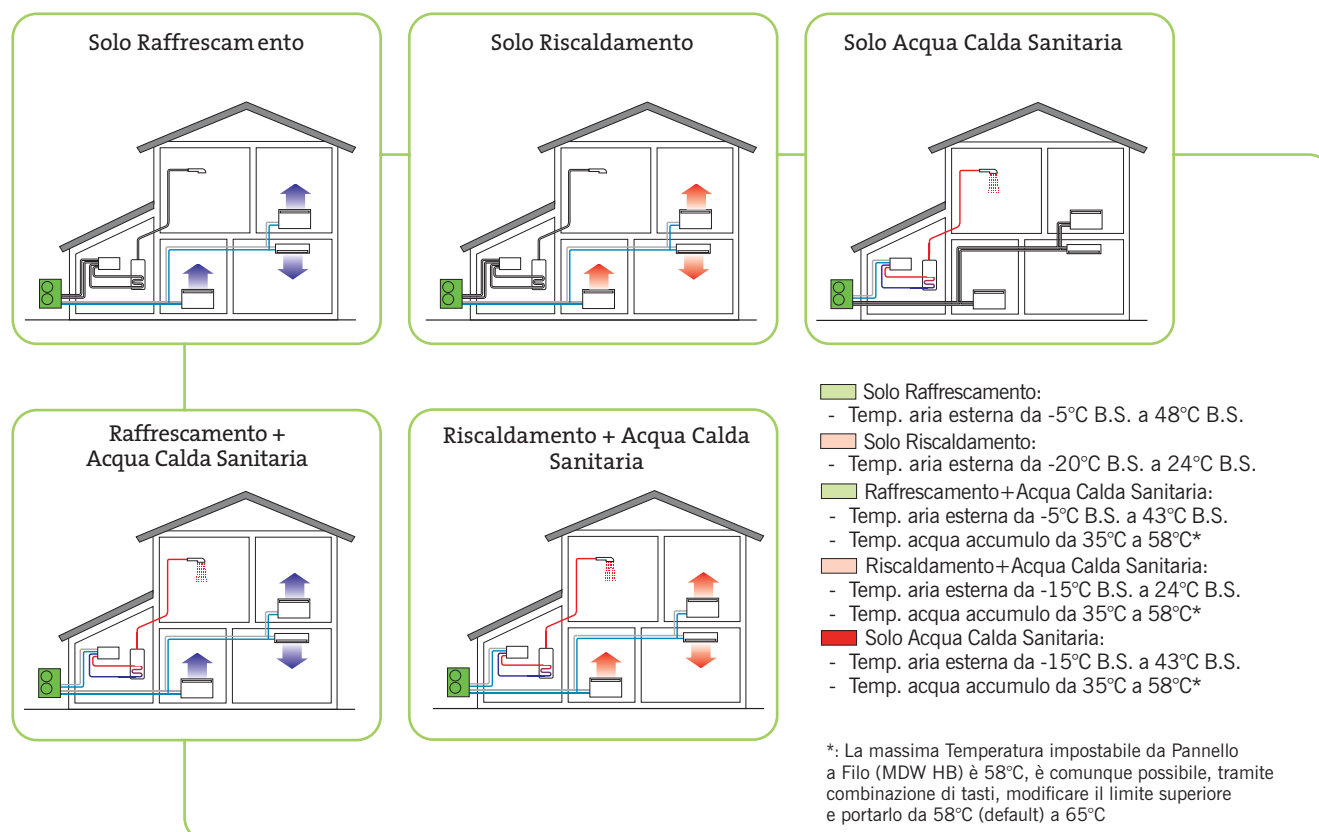 Solo Raffrescamento
Solo Riscaldamento
Solo Acqua Calda Sanitaria
Raffrescamento +
Acqua Calda Sanitaria
Riscaldamento + Acqua Calda
Sanitaria
Solo Raffrescamento:
- Temp. aria esterna da -5°C B.S. a 48°C B.S.
Solo Riscaldamento:
- Temp. aria esterna da -20°C B.S. a 24°C B.S.
Raffrescamento+Acqua Calda Sanitaria:
- Temp. aria esterna da -5°C B.S. a 43°C B.S.
- Temp. acqua accumulo da 35°C a 58°C*
Riscaldamento+Acqua Calda Sanitaria:
- Temp. aria esterna da -15°C B.S. a 24°C B.S.
- Temp. acqua accumulo da 35°C a 58°C*
Solo Acqua Calda Sanitaria:
- Temp. aria esterna da -15°C B.S. a 43°C B.S.
- Temp. acqua accumulo da 35°C a 58°C*
*: La massima Temperatura impostabile da Pannello
a Filo (MDW HB) è 58°C, è comunque possibile, tramite
combinazione di tasti, modificare il limite superiore
e portarlo da 58°C (default) a 65°C